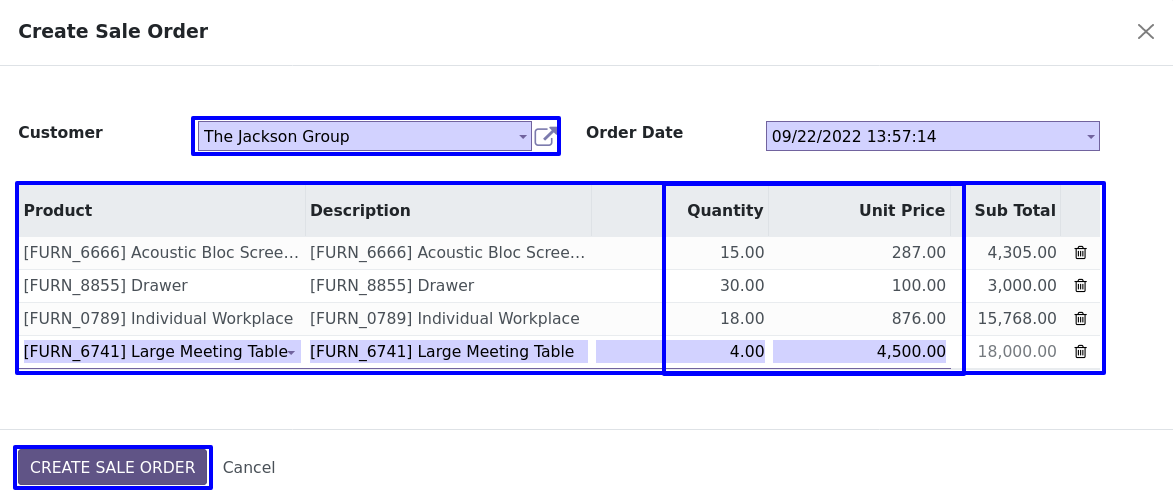 Create Sale Order
Customer The Jackson Group Order Date 09/22/2022 13:57:14
Product Description Quantity Unit Price Sub Total
[FURN_6666] Acoustic Bloc Scree... [FURN_6666] Acoustic Bloc Scree... 15.00 287.00 4,305.00
[FURN_8855] Drawer [FURN_8855] Drawer 30.00 100.00 3,000.00
[FURN_0789] Individual Workplace [FURN_0789] Individual Workplace 18.00 876.00 15,768.00
[FURN_6741] Large Meeting Table [FURN_6741] Large Meeting Table 4.00 4,500.00 18,000.00
CREATE SALE ORDER Cancel